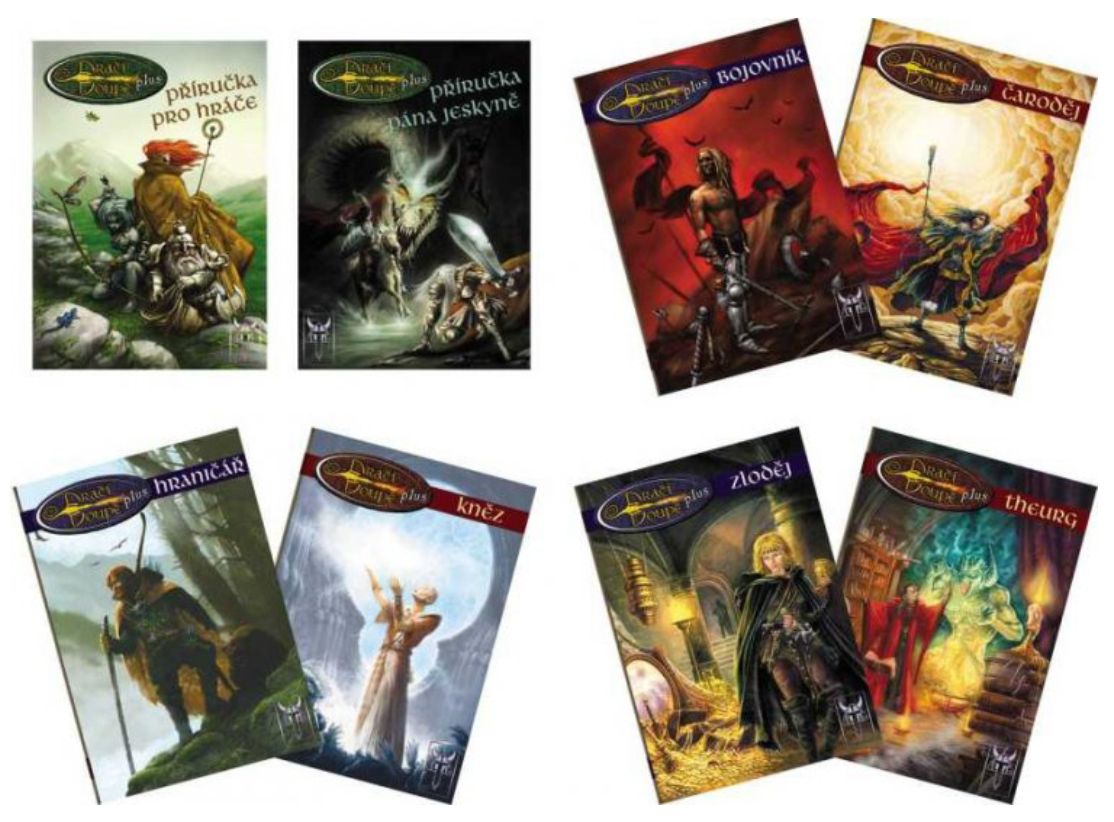 Dračí
Doupě plus
příručka
pro hráče
Dračí
Doupě plus
příručka
pána jeskyně
Dračí
Doupě plus
Bojovník
Dračí
Doupě plus
čaroděj
Dračí
Doupě plus
hraničář
Dračí
Doupě plus
kněz
Dračí
Doupě plus
zloděj
Dračí
Doupě plus
theurg